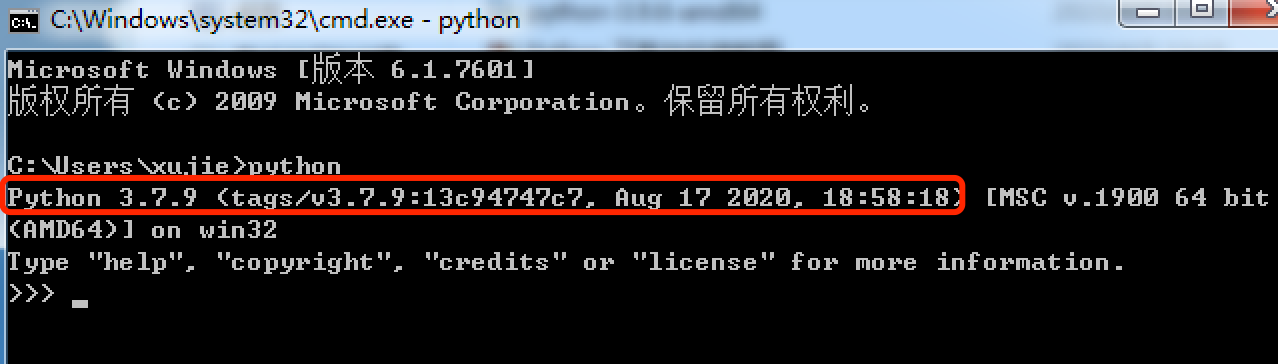 C:\Windows\system32\cmd.exe - python
Microsoft Windows [版本 6.1.7601]
版权所有 (c) 2009 Microsoft Corporation。保留所有权利。
C:\Users\xujie>python
Python 3.7.9 (tags/v3.7.9:13c94747c7, Aug 17 2020, 18:58:18) [MSC v.1900 64 bit
(AMD64)] on win32
Type "help", "copyright", "credits" or "license" for more information.
>>> _